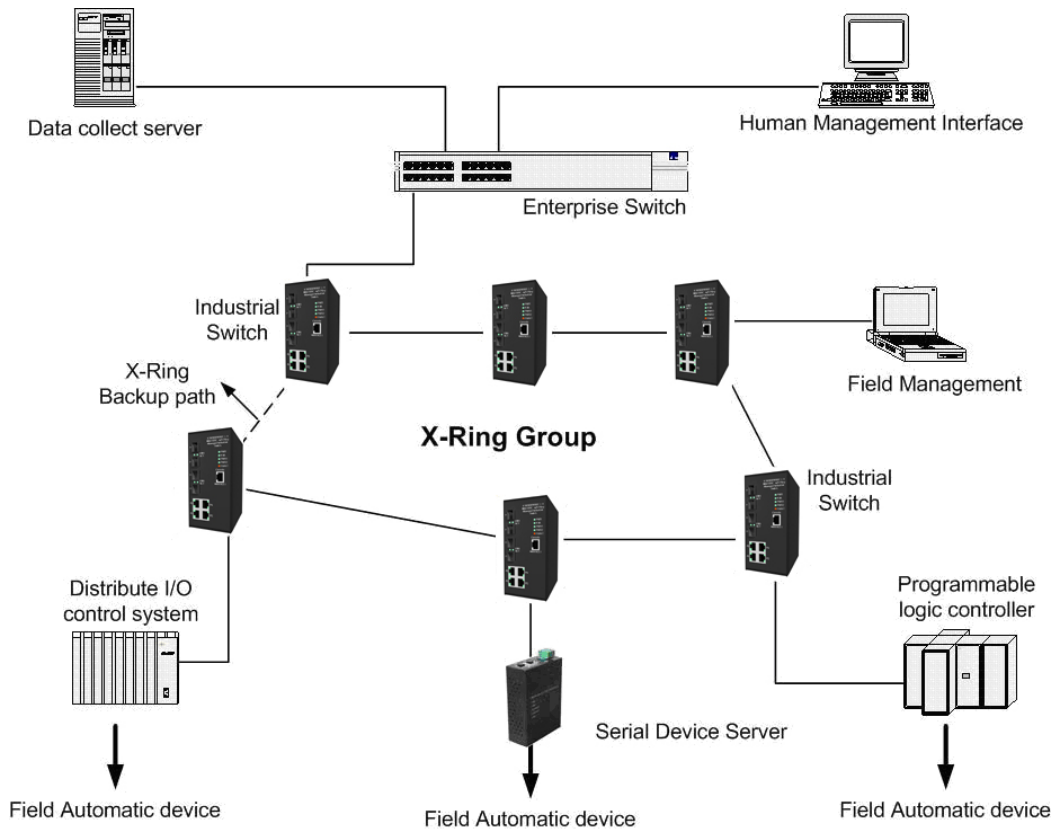 Data collect server
Human Management Interface
Enterprise Switch
Industrial
Switch
X-Ring
Backup path
Field Management
X-Ring Group
Industrial
Switch
Distribute I/O
control system
Programmable
logic controller
Serial Device Server
Field Automatic device
Field Automatic device
Field Automatic device